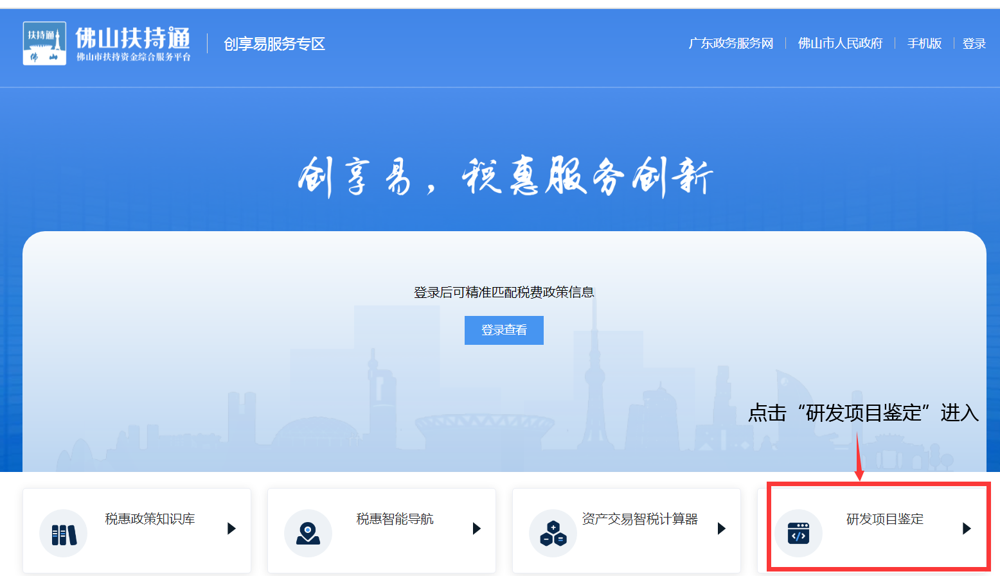 扶持通
佛山
佛山扶持通
佛山市扶持资金综合服务平台
创享易服务专区
广东政务服务网
佛山市人民政府
手机版
登录
创享易，税惠服务创新
登录后可精准匹配税费政策信息
登录查看
点击“研发项目鉴定”进入
税惠政策知识库
税惠智能导航
资产交易智税计算器
研发项目鉴定